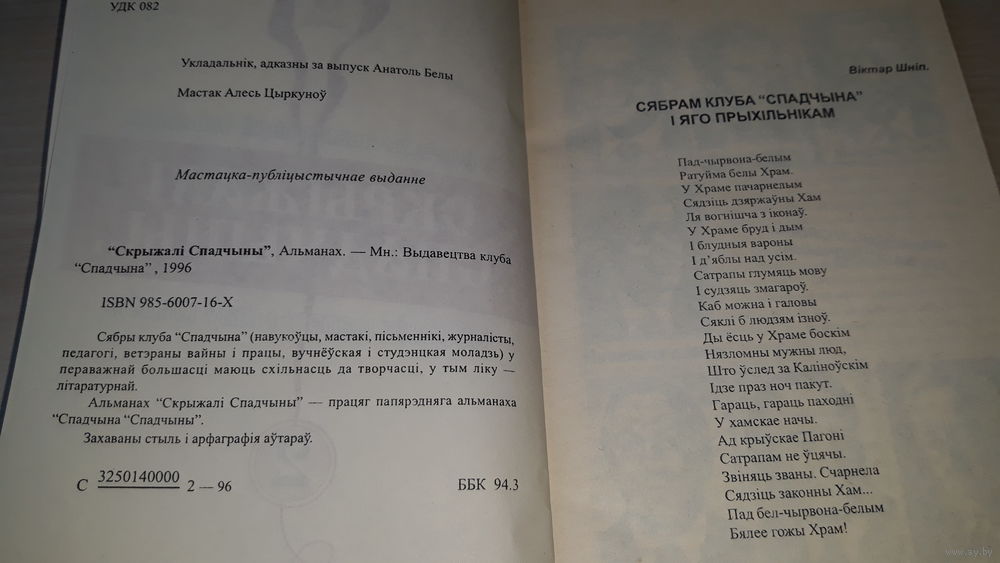 УДК 082
Укладальнік, адказны за выпуск Анатоль Белы
Мастак Алесь Цыркуноў
Мастацка-публіцыстычнае выданне
“Скрыжалі Спадчыны”, Альманах. — Мн.: Выдавецтва клуба
“Спадчына” , 1996
ISBN 985-6007-16-X
Сябры клуба “Спадчына” (навукоўцы, мастакі, пісьменнікі, журналісты,
педагогі, ветэраны вайны і працы, вучнёўская і студэнцкая моладзь) у
пераважнай большасці маюць схільнасць да творчасці, у тым ліку —
літаратурнай.
Альманах “Скрыжалі Спадчыны” — працяг папярэдняга альманаха
“Спадчына “Спадчыны”.
Захаваны стыль і арфаграфія аўтараў.
С 3250140000 2 — 96
ББК 94.3
Віктар Шніп.
СЯБРАМ КЛУБА “СПАДЧЫНА”
І ЯГО ПРЫХІЛЬНІКАМ
Пад-чырвона-белым
Ратуйма белы Храм.
У Храме пачарнелым
Сядзіць дзяржаўны Хам
Ля вогнішча з іконаў.
У Храме бруд і дым
І блудныя вароны
І д’яблы над усім.
Сатрапы глумяць мову
І судзяць змагароў.
Каб можна і галовы
Сяклі б людзям ізноў.
Ды ёсць у Храме боскім
Нязломны мужны люд,
Што ўслед за Каліноўскім
Ідзе праз ноч пакут.
Гараць, гараць паходні
У хамскае начы.
Ад крыўскае Пагоні
Сатрапам не ўцячы.
Звіняць званы. Счарнела
Сядзіць законны Хам...
Пад бел-чырвона-белым
Бялее гожы Храм!
www.ay.by